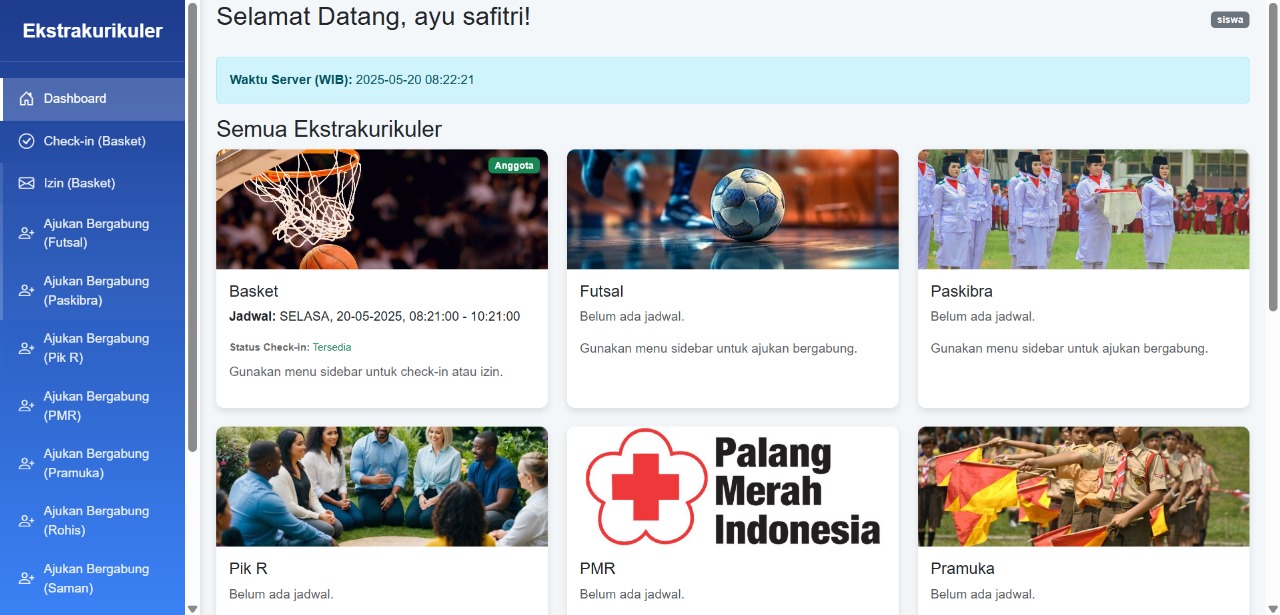 Ekstrakurikuler
Dashboard
Check-in (Basket)
Izin (Basket)
Ajukan Bergabung
(Futsal)
Ajukan Bergabung
(Paskibra)
Ajukan Bergabung
(Pik R)
Ajukan Bergabung
(PMR)
Ajukan Bergabung
(Pramuka)
Ajukan Bergabung
(Rohis)
Ajukan Bergabung
(Saman)
Selamat Datang, ayu safitri!
siswa
Waktu Server (WIB): 2025-05-20 08:22:21
Semua Ekstrakurikuler
Anggota
Basket
Jadwal: SELASA, 20-05-2025, 08:21:00 - 10:21:00
Status Check-in: Tersedia
Gunakan menu sidebar untuk check-in atau izin.
Futsal
Belum ada jadwal.
Gunakan menu sidebar untuk ajukan bergabung.
Paskibra
Belum ada jadwal.
Gunakan menu sidebar untuk ajukan bergabung.
Pik R
Belum ada jadwal.
Palang
Merah
Indonesia
PMR
Belum ada jadwal.
Pramuka
Belum ada jadwal.